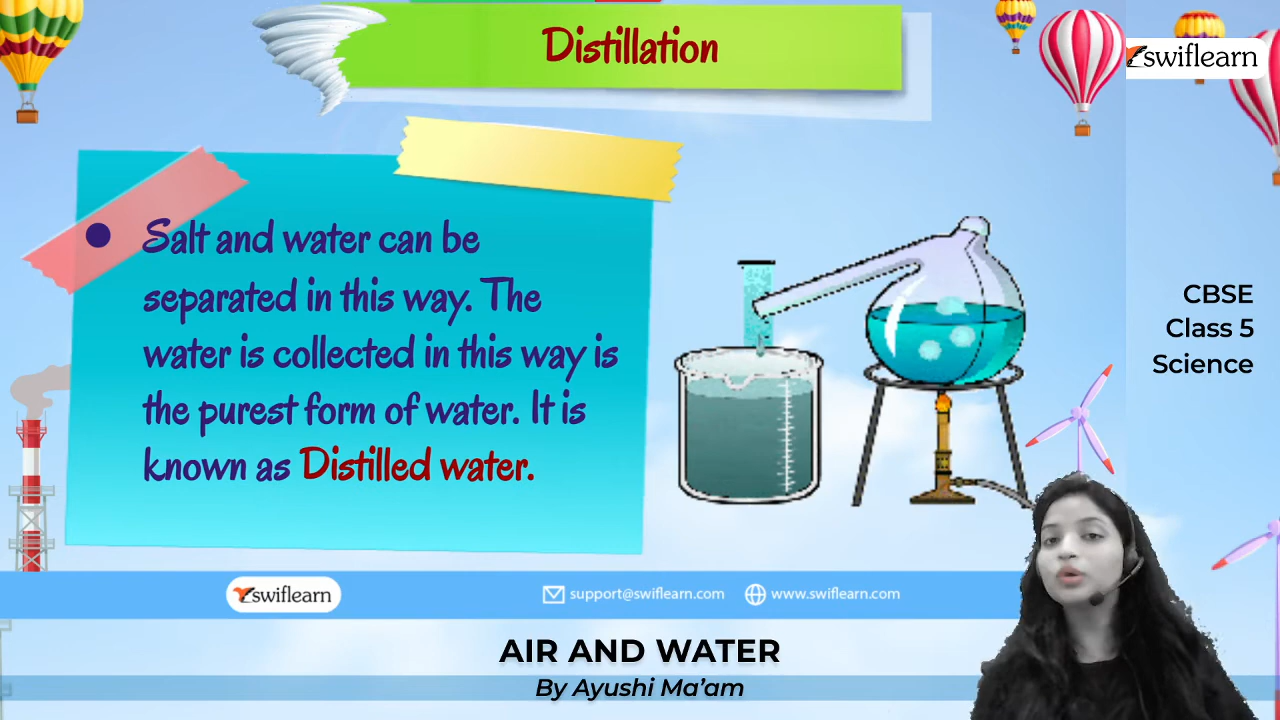 Distillation
swiflearn
Salt and water can be
separated in this way. The
water is collected in this way is
the purest form of water. It is
known as Distilled water.
CBSE
Class 5
Science
swiflearn
support@swiflearn.com
www.swiflearn.com
AIR AND WATER
By Ayushi Ma'am